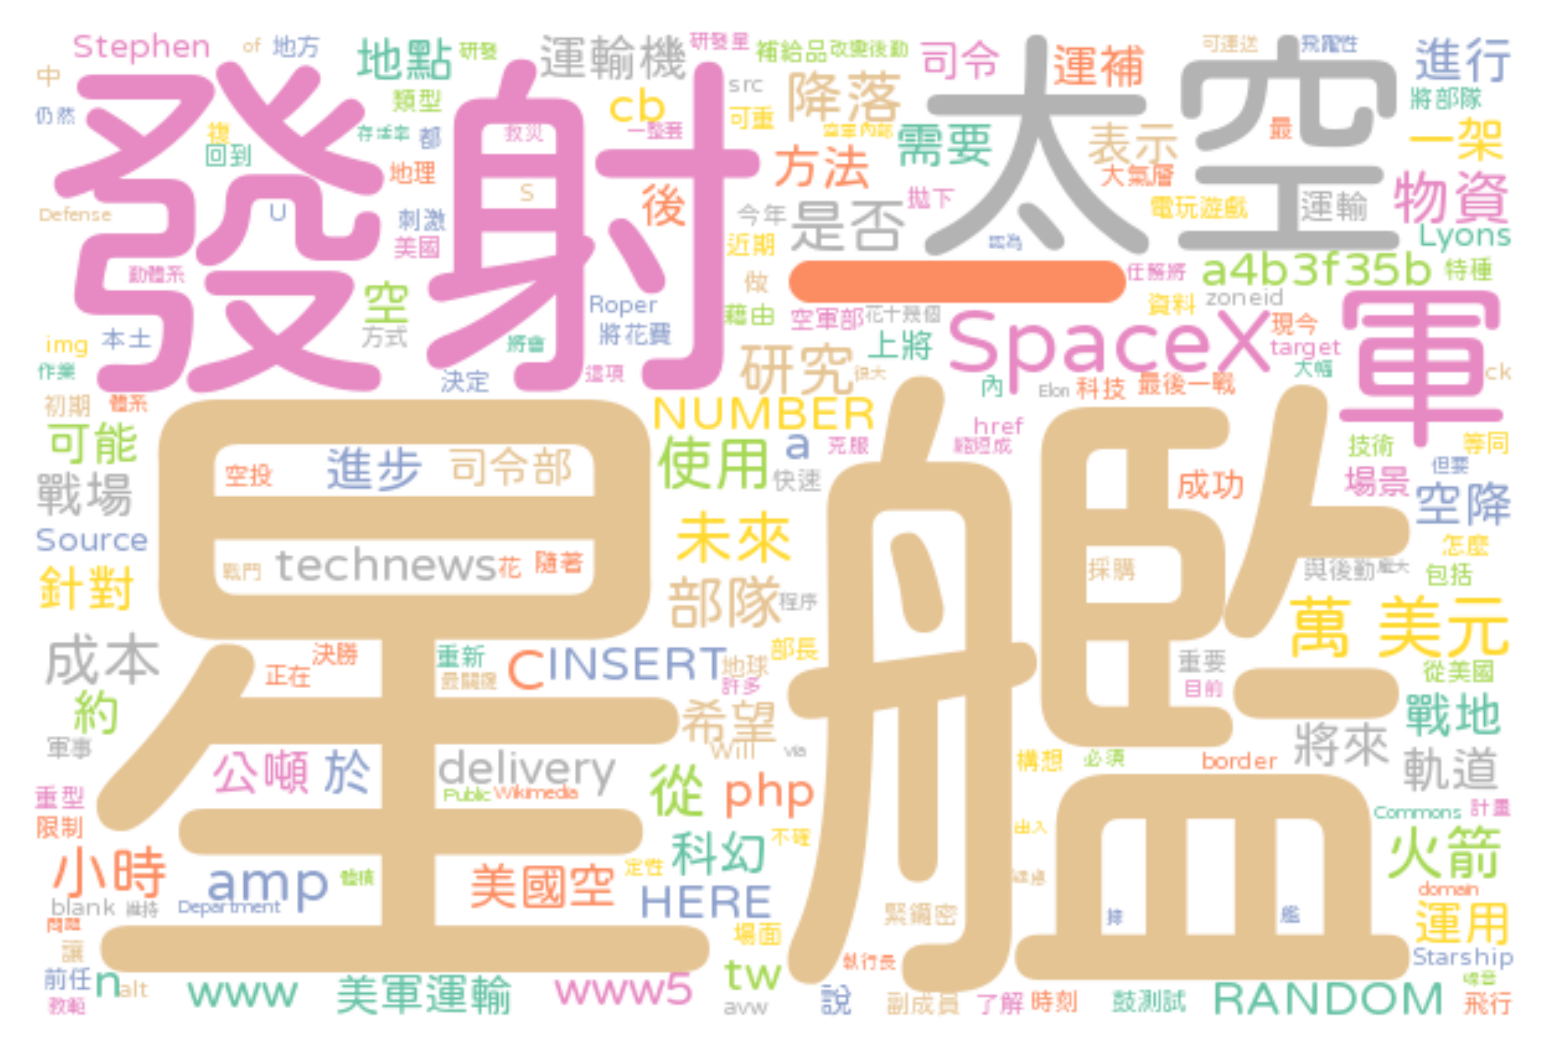 Stephen
of
地方
地點
研發
運輸機
研發星
補給品
改變後勤
司令
運補
可運送
飛躍性
進行
中
仍然
類型
cb
src
降落
將部隊
發射
太空
複
回到
存活率
都
救災
一整套
可重
需要
表示
最
一架
地理
方法
大氣層
物資
Defense
U
刺激
S
後
今年
是否
拋下
電玩遊戲
運輸
美國
近期
認為
Lyons
動體系
空
Roper
做
一
任務將
a4b3f35b
特種
資料
zoneid
img
本土
方式
將會
將花費
藉由
空軍部
花十幾個
上將
SpaceX
現今
target
軍
作業
決定
這項
研究
很大
內
Elon
科技
最後一戰
大幅
ck
初期
體系
NUMBER
href
可能
使用
a
克服
縮短成
技術
等同
星艦
戰場
空投
進步
司令部
快速
成功
場景
但要
空降
Source
未來
怎麼
針對
戰鬥
technews
花
隨著
部隊
程序
採購
與後勤
龐大
包括
萬
美元
成本
決勝
正在
重新
最關鍵
C
INSERT
地球
許多
部長
重要
目前
從美國
約
戰地
軍事
希望
Will
via
將來
軌道
公噸
於
delivery
Public
Wikimedia
從
php
構想
必須
border
重型
限制
Commons
計畫
小時
amp
體積
美國空
定性
科幻
不確
出入
火箭
blank
維持
Department
HERE
疑慮
domain
問題
讓
場面
緊鑼密
運用
前任
n
alt
執行長
Starship
噪音
教範
www
美軍運輸
www5
tw
avw
說
副成員
了解
時刻
鼓測試
RANDOM
飛行